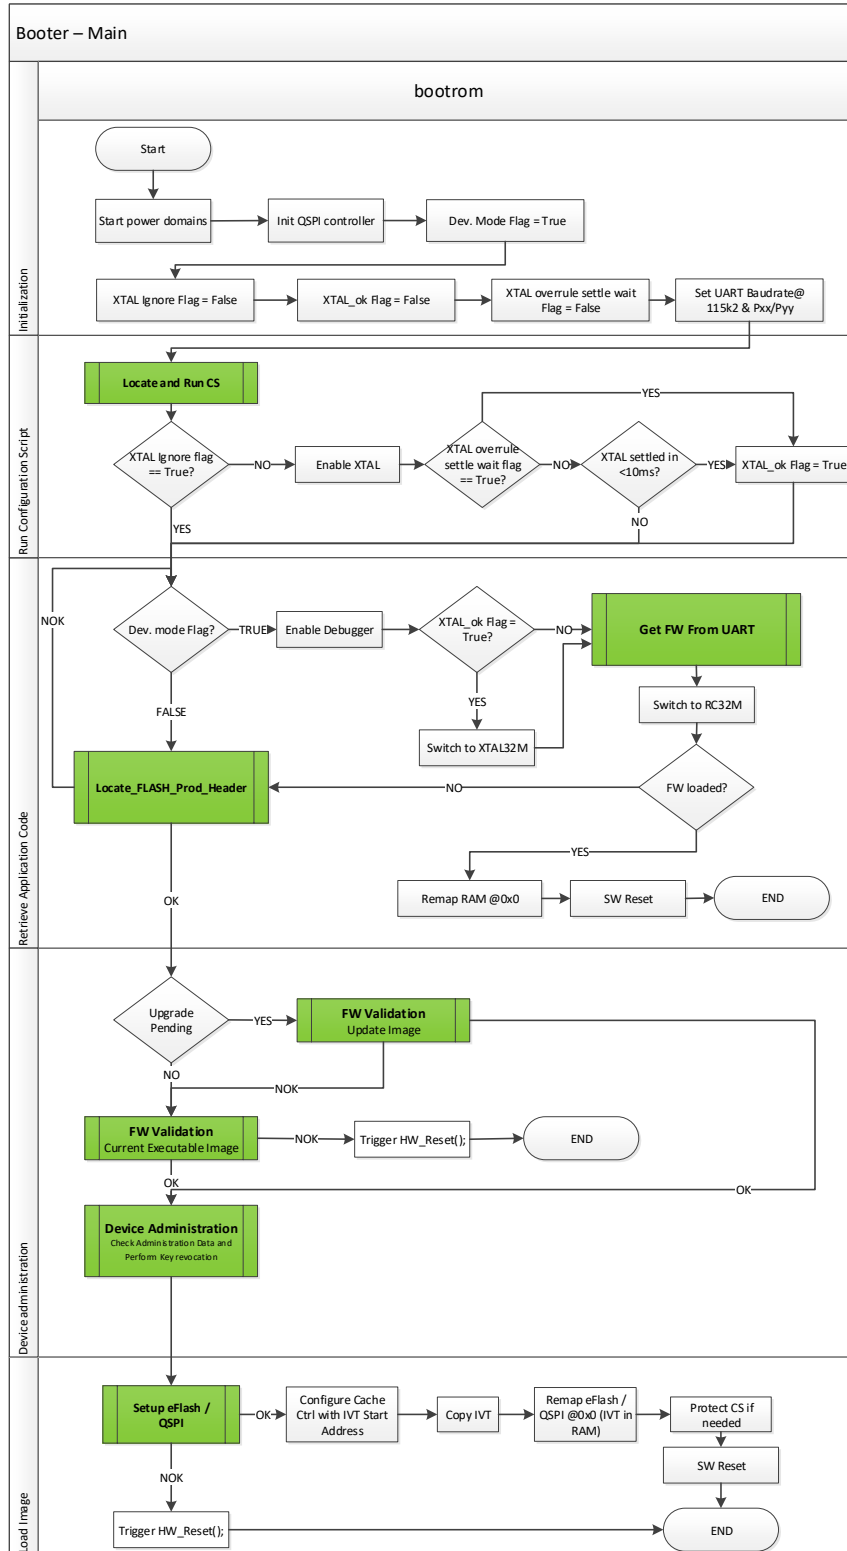 Booter – Main
bootrom
Initialization
Start
Start power domains
Init QSPI controller
Dev. Mode Flag = True
XTAL Ignore Flag = False
XTAL_ok Flag = False
XTAL overrule settle wait
Flag = False
Set UART Baudrate@
115k2 & Pxx/Pyy
Run Configuration Script
Locate and Run CS
YES
XTAL Ignore flag
== True?
NO
Enable XTAL
XTAL overrule
settle wait flag
== True?
NO
XTAL settled in
<10ms?
YES
XTAL_ok Flag = True
YES
NO
Retrieve Application Code
NOK
Dev. mode Flag?
TRUE
Enable Debugger
XTAL_ok Flag =
True?
NO
Get FW From UART
YES
Switch to RC32M
FALSE
Switch to XTAL32M
Locate_FLASH_Prod_Header
NO
FW loaded?
YES
OK
Remap RAM @0x0
SW Reset
END
Device administration
Upgrade
Pending
YES
FW Validation
Update Image
NO
NOK
FW Validation
Current Executable Image
NOK
Trigger HW_Reset();
END
OK
OK
Device Administration
Check Administration Data and
Perform Key revocation
Load Image
Setup eFlash /
QSPI
OK
Configure Cache
Ctrl with IVT Start
Address
Copy IVT
Remap eFlash /
QSPI @0x0 (IVT in
RAM)
Protect CS if
needed
SW Reset
NOK
Trigger HW_Reset();
END